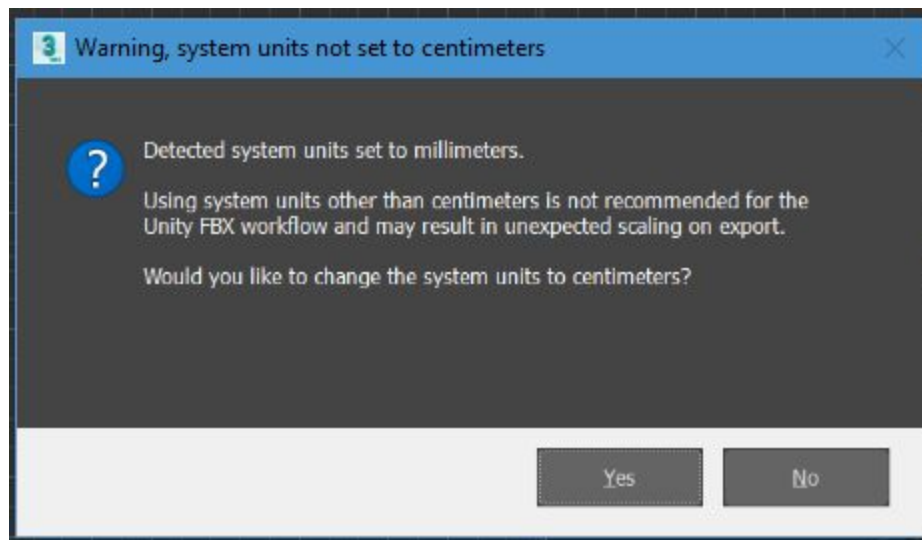 3
Warning, system units not set to centimeters
?
Detected system units set to millimeters.
Using system units other than centimeters is not recommended for the
Unity FBX workflow and may result in unexpected scaling on export.
Would you like to change the system units to centimeters?
Yes
No